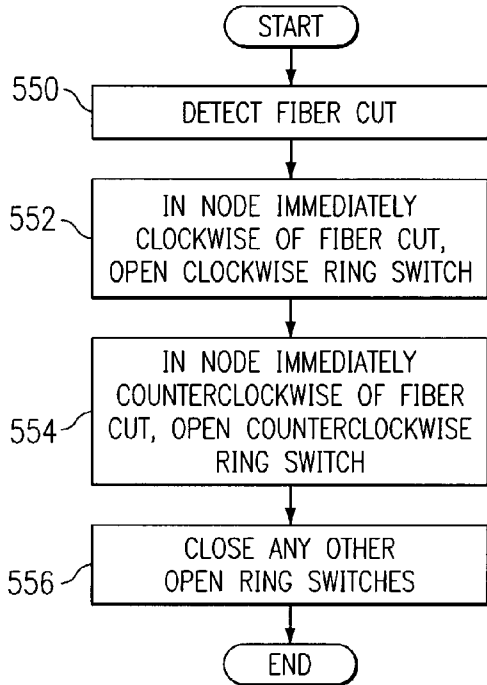 START
550
DETECT FIBER CUT
552
IN NODE IMMEDIATELY
CLOCKWISE OF FIBER CUT,
OPEN CLOCKWISE RING SWITCH
554
IN NODE IMMEDIATELY
COUNTERCLOCKWISE OF FIBER
CUT, OPEN COUNTERCLOCKWISE
RING SWITCH
556
CLOSE ANY OTHER
OPEN RING SWITCHES
END